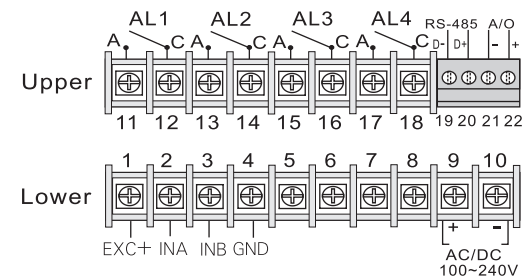 AL1 AL2 AL3 AL4
RS-485 A/O
A C A C A C A C D- D+ - +
Upper
11 12 13 14 15 16 17 18 19 20 21 22
1 2 3 4 5 6 7 8 9 10
Lower
+ -
EXC+ INA INB GND
AC/DC
100~240V